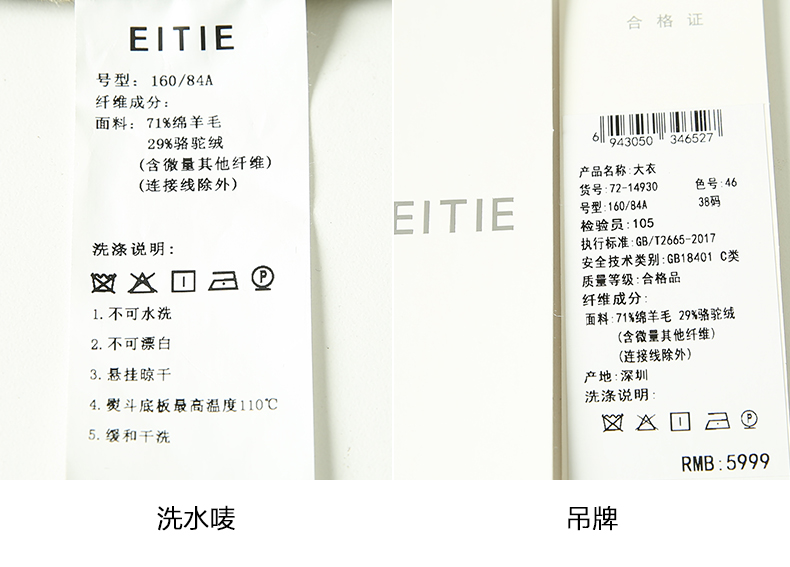 EITIE
号型: 160/84A
纤维成分:
面料: 71%绵羊毛
29%骆驼绒
(含微量其他纤维)
(连接线除外)
洗涤说明:
P
1.不可水洗
2.不可漂白
3.悬挂晾干
4.熨斗底板最高温度110℃
5.缓和干洗
洗水唛
EITIE
合格证
6 943050 346527
产品名称:大衣
货号:72-14930 色号:46
号型:160/84A 38码
检验员:105
执行标准:GB/T2665-2017
安全技术类别:GB18401 C类
质量等级:合格品
纤维成分:
面料:71%绵羊毛 29%骆驼绒
(含微量其他纤维)
(连接线除外)
产地:深圳
洗涤说明:
P
RMB:5999
吊牌